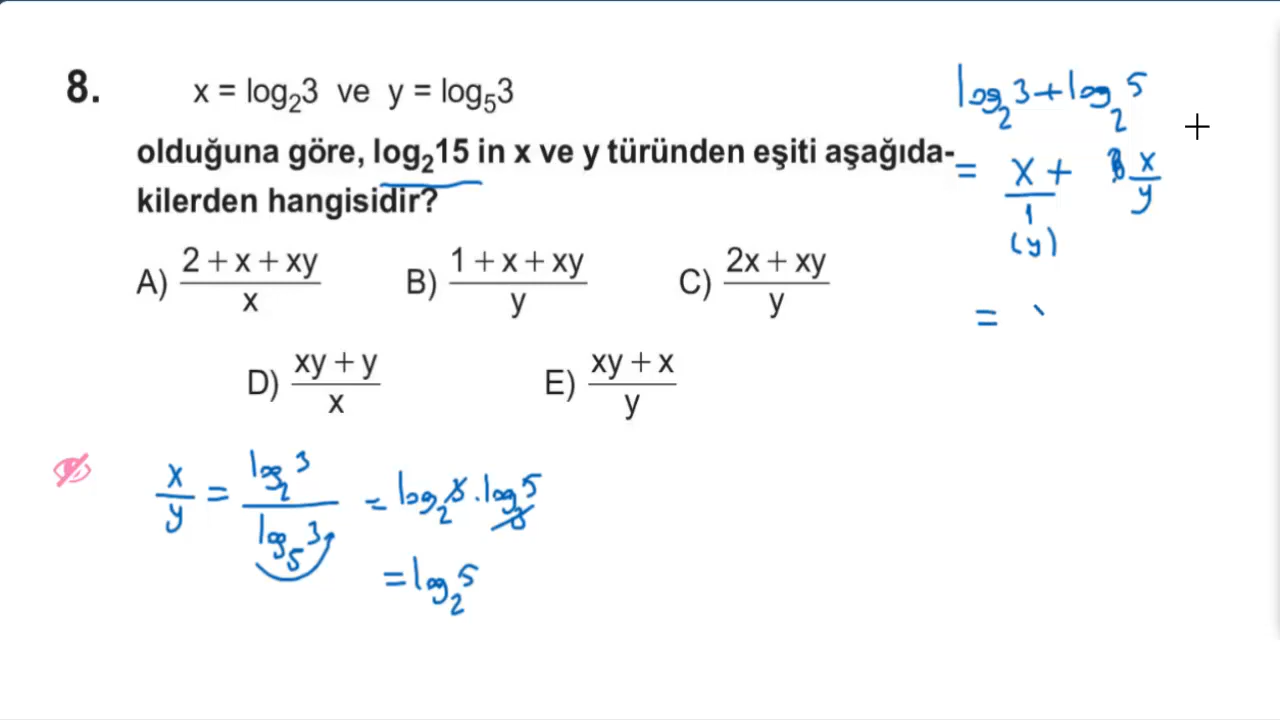 8. x = log₂3 ve y = log₅3
olduğuna göre, log₂15 in x ve y türünden eşiti aşağıda-
kilerden hangisidir?
A) (2 + x + xy)/x B) (1 + x + xy)/y C) (2x + xy)/y
D) (xy + y)/x E) (xy + x)/y
log₂3 + log₂5
= x/1 + x/y
(y)
=
x/y = log₂3 / log₅3 = log₂3 . log₃5
= log₂5